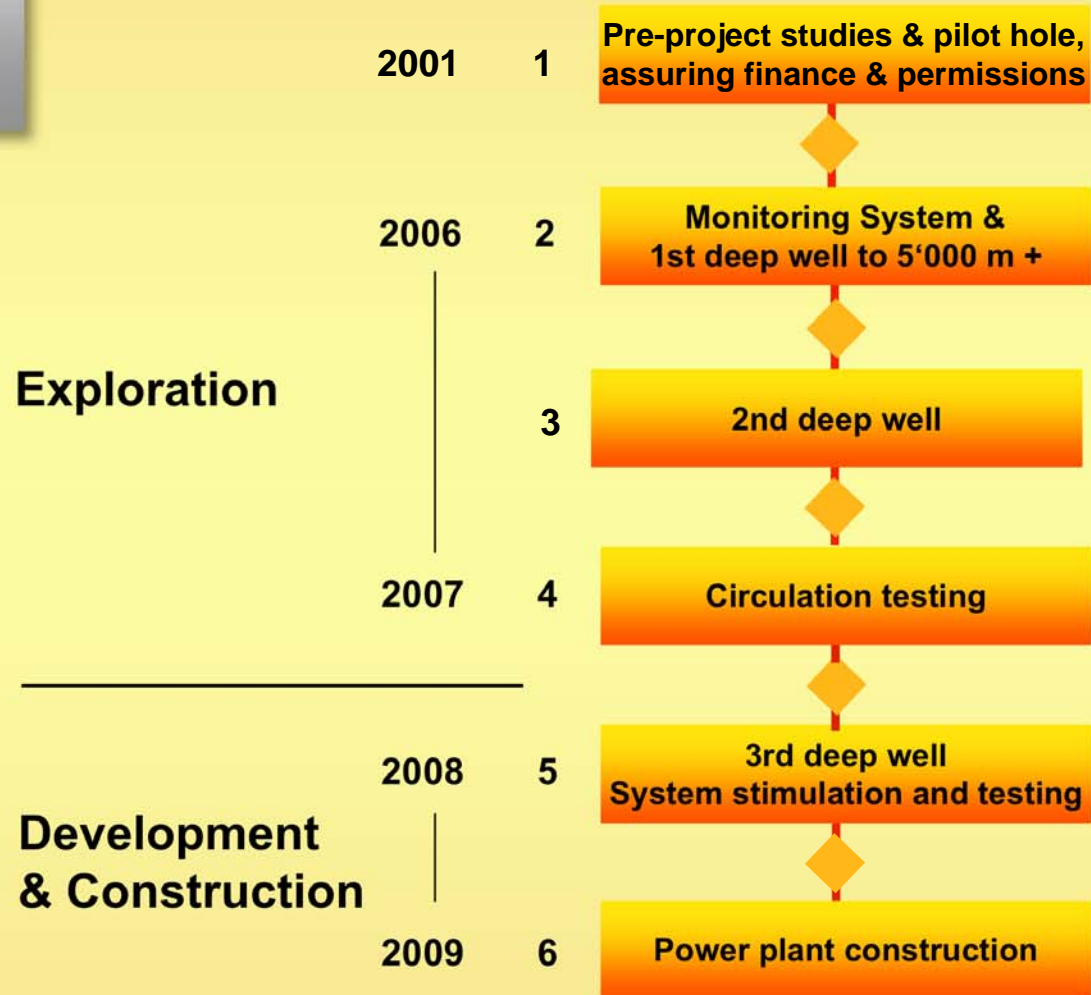 2001 1 Pre-project studies & pilot hole,
assuring finance & permissions
2006 2 Monitoring System &
1st deep well to 5‘000 m +
Exploration
3 2nd deep well
2007 4 Circulation testing
2008 5 3rd deep well
System stimulation and testing
Development
& Construction
2009 6 Power plant construction